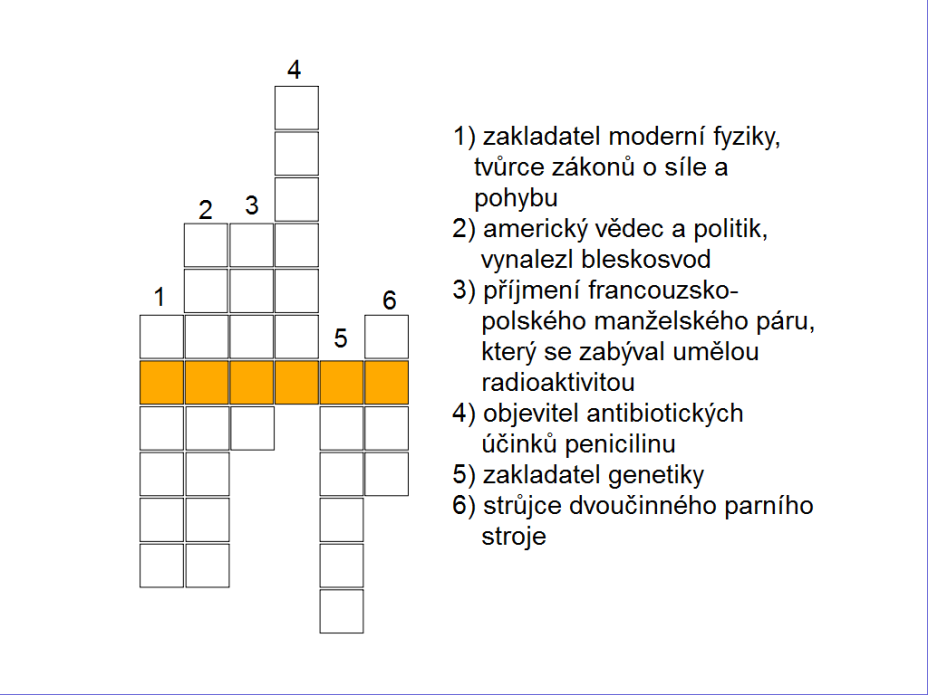 4
2
3
1
6
5
1) zakladatel moderní fyziky,
tvůrce zákonů o síle a
pohybu
2) americký vědec a politik,
vynalezl bleskosvod
3) příjmení francouzsko-
polského manželského páru,
který se zabýval umělou
radioaktivitou
4) objevitel antibiotických
účinků penicilinu
5) zakladatel genetiky
6) strůjce dvoučinného parního
stroje